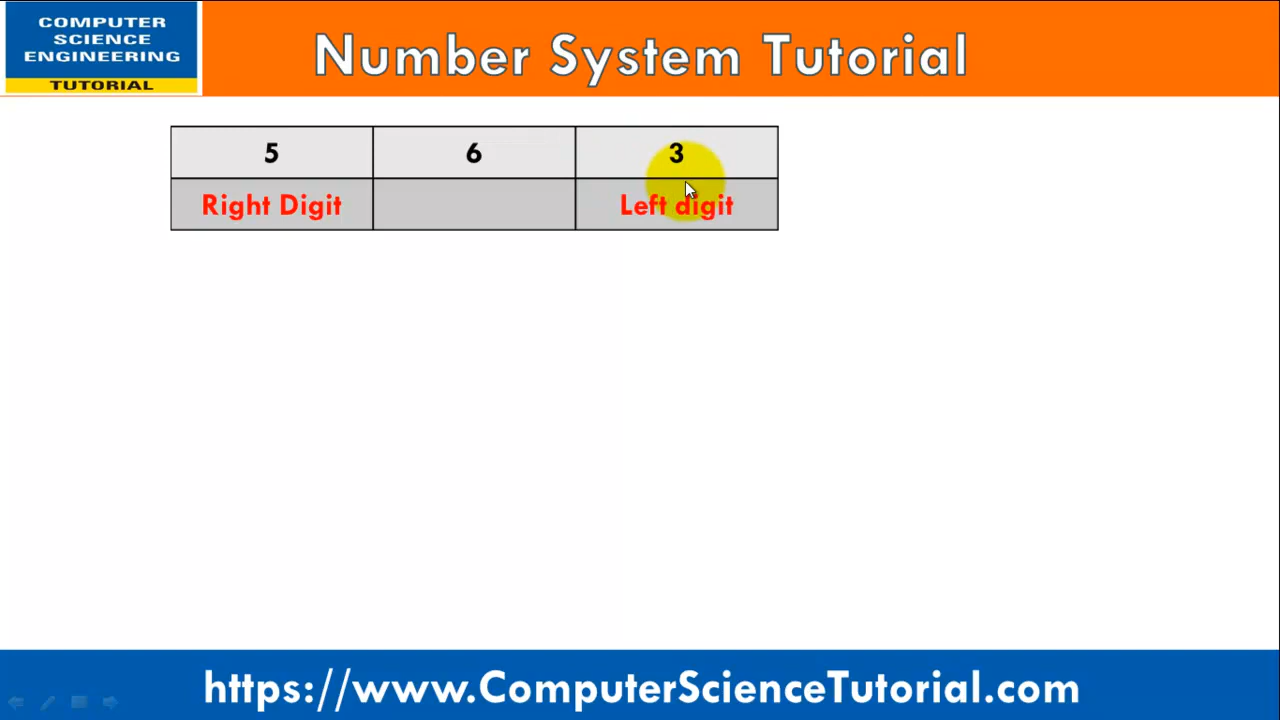 COMPUTER
SCIENCE
ENGINEERING
TUTORIAL
Number System Tutorial
5 6 3
Right Digit Left digit
https://www.ComputerScienceTutorial.com